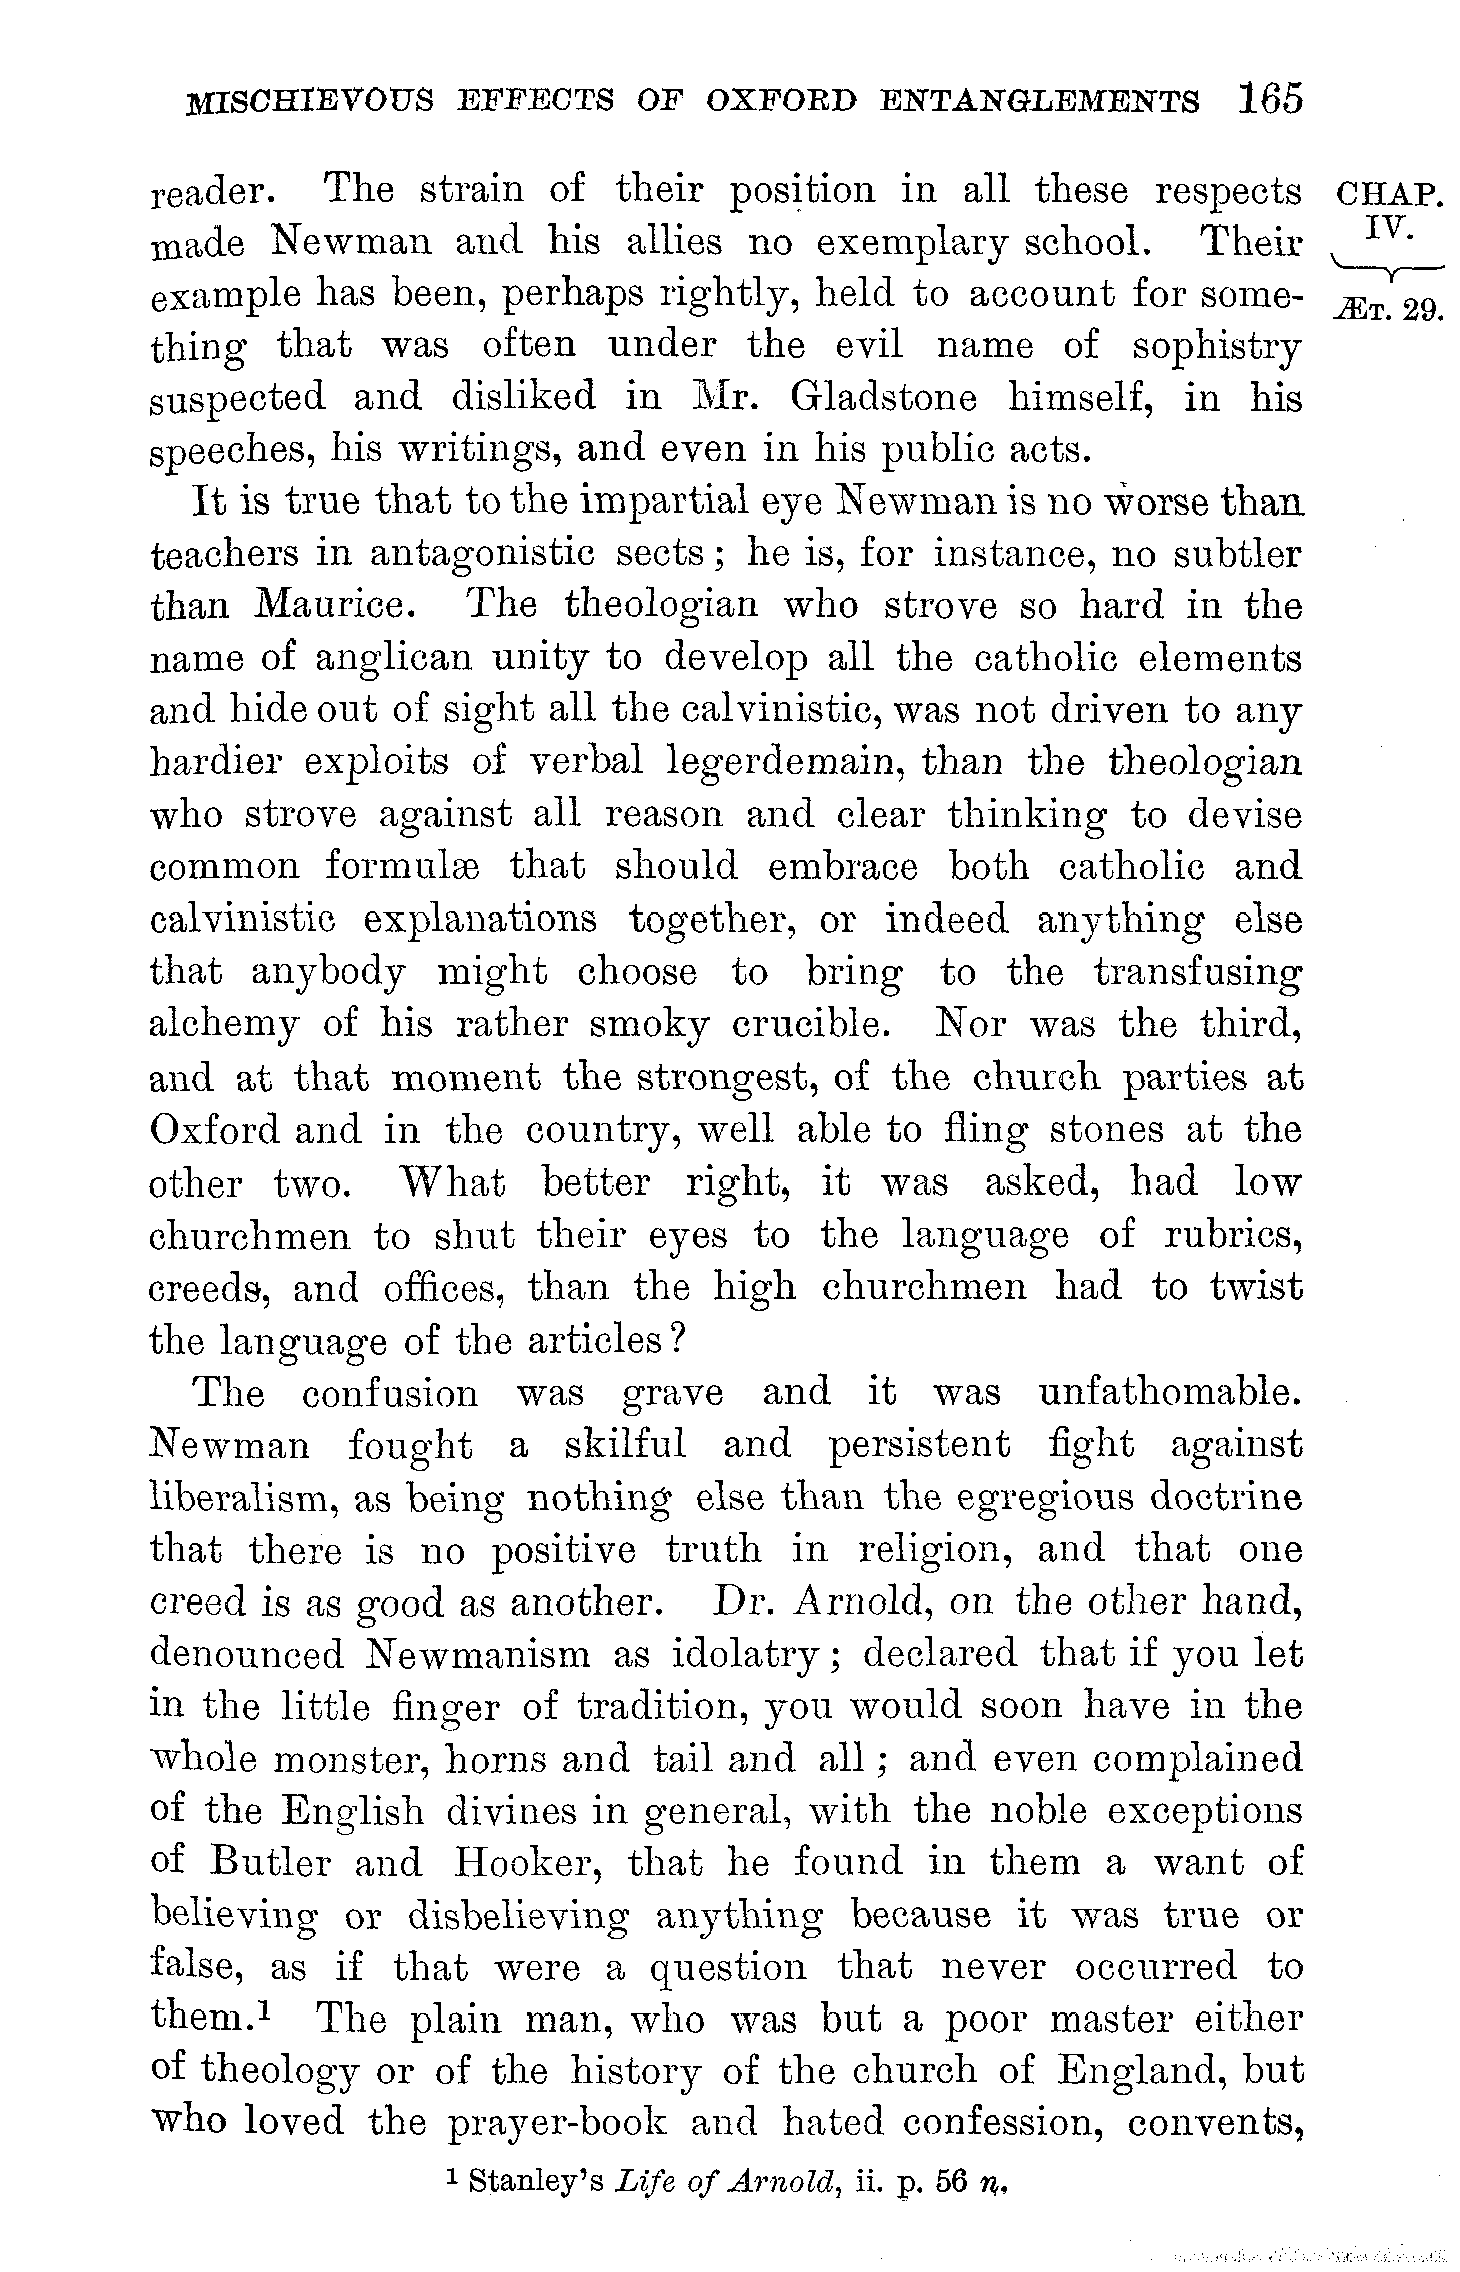 MISCHIEVOUS EFFECTS OF OXFORD ENTANGLEMENTS 165
reader. The strain of their position in all these respects
made Newman and his allies no exemplary school. Their
example has been, perhaps rightly, held to account for some-
thing that was often under the evil name of sophistry
suspected and disliked in Mr. Gladstone himself, in his
speeches, his writings, and even in his public acts.
CHAP.
IV.
ÆT. 29.
It is true that to the impartial eye Newman is no worse than
teachers in antagonistic sects; he is, for instance, no subtler
than Maurice. The theologian who strove so hard in the
name of anglican unity to develop all the catholic elements
and hide out of sight all the calvinistic, was not driven to any
hardier exploits of verbal legerdemain, than the theologian
who strove against all reason and clear thinking to devise
common formulæ that should embrace both catholic and
calvinistic explanations together, or indeed anything else
that anybody might choose to bring to the transfusing
alchemy of his rather smoky crucible. Nor was the third,
and at that moment the strongest, of the church parties at
Oxford and in the country, well able to fling stones at the
other two. What better right, it was asked, had low
churchmen to shut their eyes to the language of rubrics,
creeds, and offices, than the high churchmen had to twist
the language of the articles?
The confusion was grave and it was unfathomable.
Newman fought a skilful and persistent fight against
liberalism, as being nothing else than the egregious doctrine
that there is no positive truth in religion, and that one
creed is as good as another. Dr. Arnold, on the other hand,
denounced Newmanism as idolatry; declared that if you let
in the little finger of tradition, you would soon have in the
whole monster, horns and tail and all; and even complained
of the English divines in general, with the noble exceptions
of Butler and Hooker, that he found in them a want of
believing or disbelieving anything because it was true or
false, as if that were a question that never occurred to
them.¹ The plain man, who was but a poor master either
of theology or of the history of the church of England, but
who loved the prayer-book and hated confession, convents,
¹ Stanley's Life of Arnold, ii. p. 56 n.